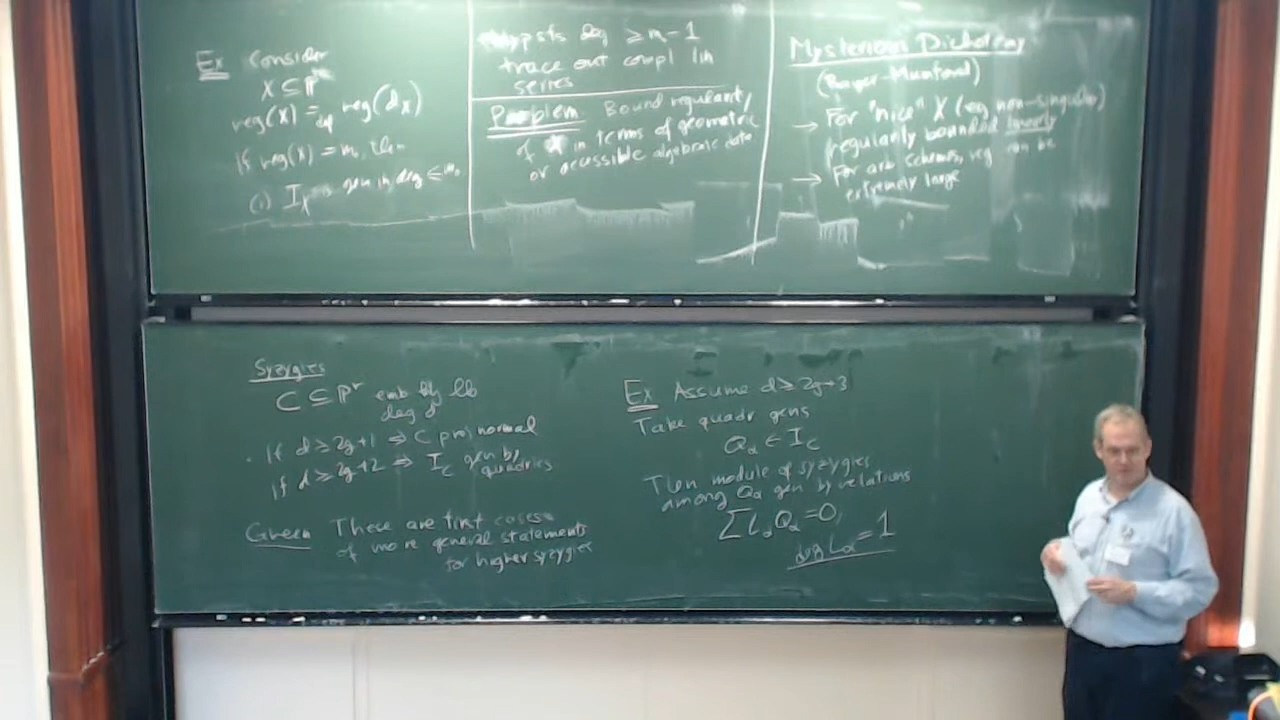 Ex Consider
X ⊆ ℙ
reg(X) = def reg(𝓘_X)
If reg(X) = m, then
(i) I_X gen in deg ≤ m
hypsfs deg ≥ m-1
trace out compl lin
series
Problem Bound regularity
of X in terms of geometric
or accessible algebraic data
Mysterious Dichotomy
(Bayer-Mumford)
→ For "nice" X (eg non-singular)
regularity bounded linearly
→ For arb schemes, reg can be
extremely large
Syzygies
C ⊆ ℙ^r emb by lb
deg d
· If d ≥ 2g+1 ⇒ C proj normal
If d ≥ 2g+2 ⇒ I_C gen by
quadrics
Green These are first cases
of more general statements
for higher syzygies
Ex Assume d ≥ 2g+3
Take quadr gens
Q_α ∈ I_C
Then module of syzygies
among Q_α gen by relations
∑ L_α Q_α = 0,
deg L_α = 1